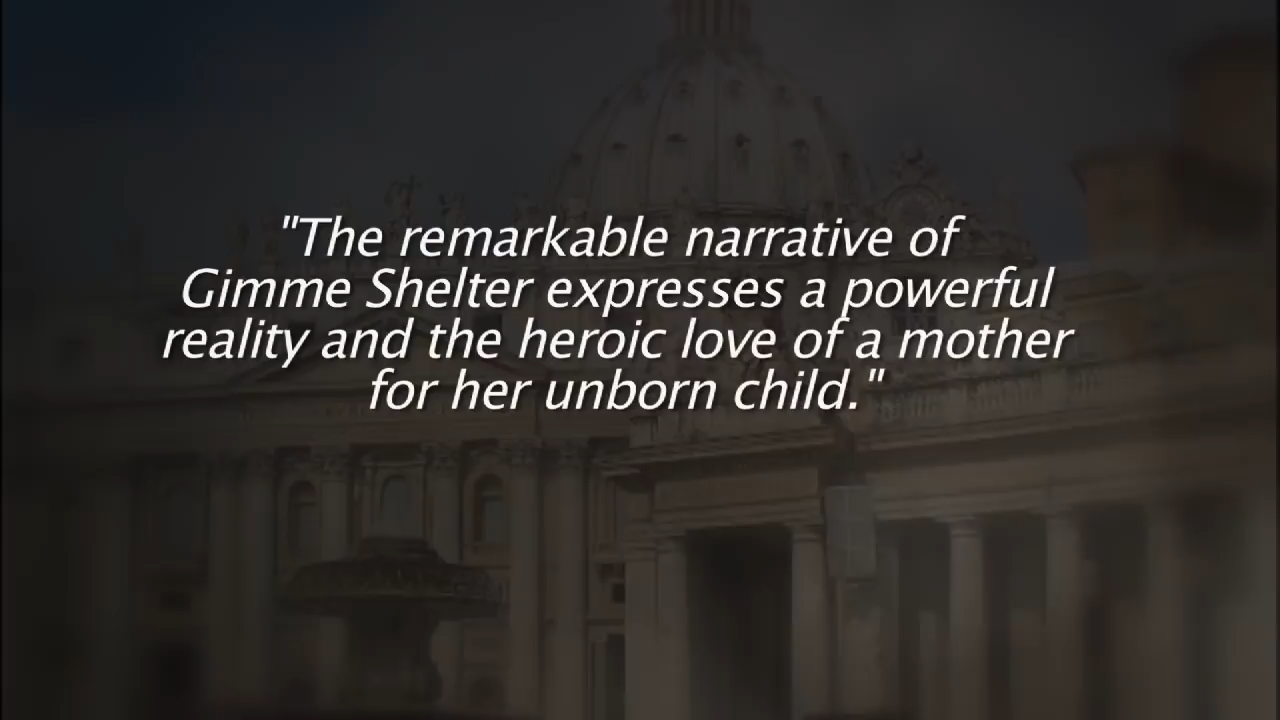 "The remarkable narrative of
Gimme Shelter expresses a powerful
reality and the heroic love of a mother
for her unborn child."